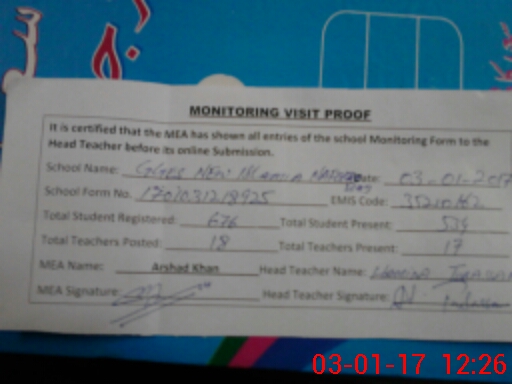 MONITORING VISIT PROOF
It is certified that the MEA has shown all entries of the school Monitoring Form to the
Head Teacher before its online Submission.
School Name: GGHS NEW Date: 03-01-2017
School Form No. EMIS Code:
Total Student Registered: 676 Total Student Present: 534
Total Teachers Posted: 18 Total Teachers Present: 17
MEA Name: Arshad Khan Head Teacher Name:
MEA Signature: Head Teacher Signature:
03-01-17 12:26